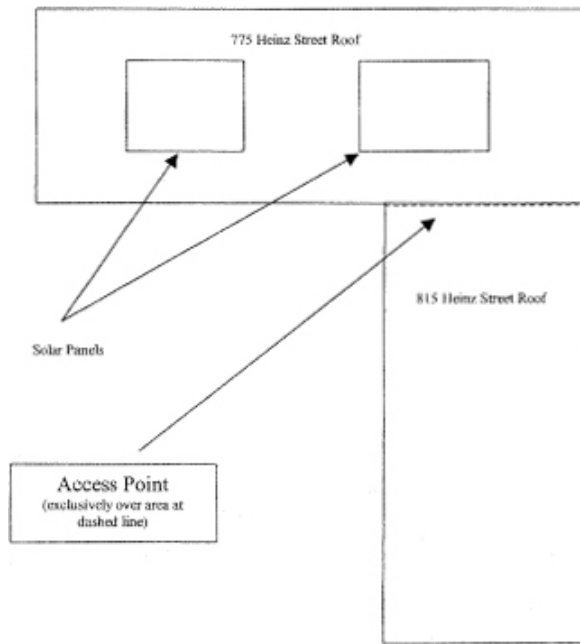 775 Heinz Street Roof
815 Heinz Street Roof
Solar Panels
Access Point
(exclusively over area at
dashed line)